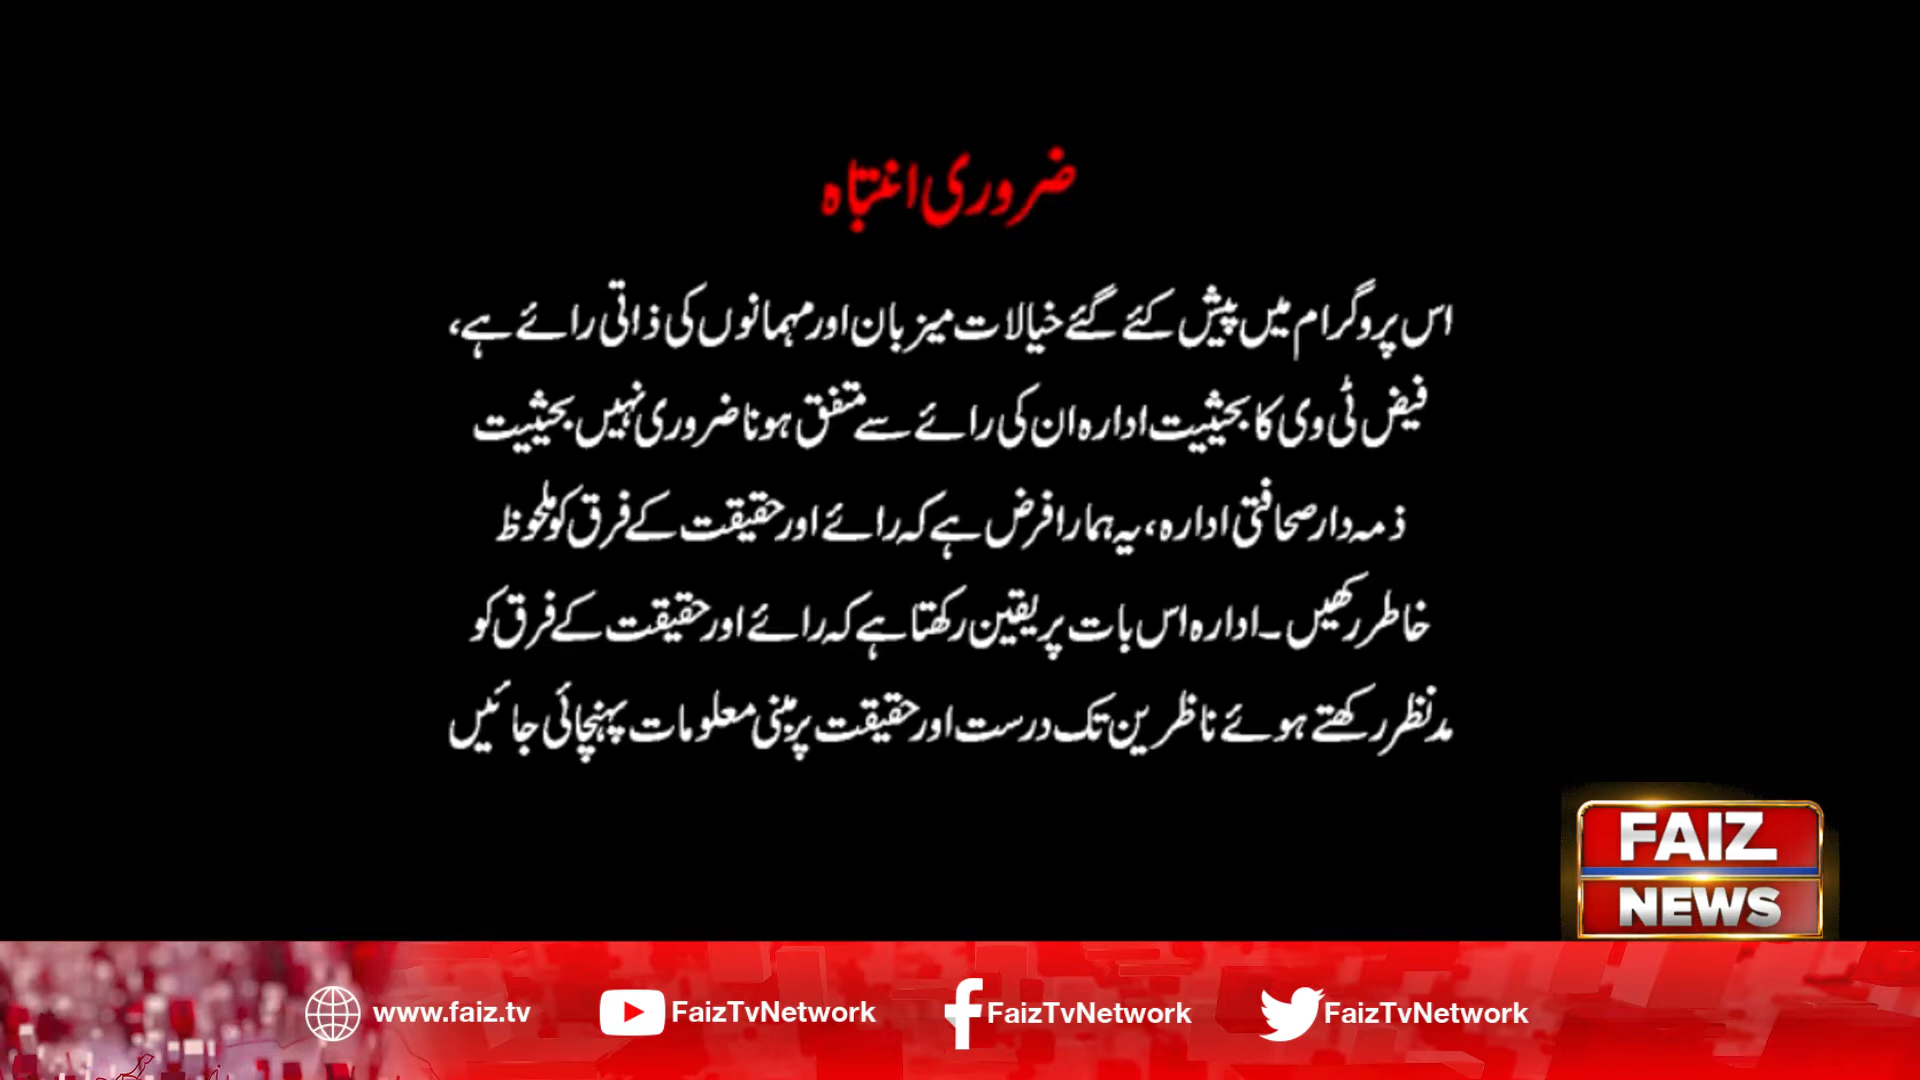 ضروری انتباہ
اس پروگرام میں پیش کئے گئے خیالات میزبان اور مہمانوں کی ذاتی رائے ہے،
فیض ٹی وی کا بحیثیت ادارہ ان کی رائے سے متفق ہونا ضروری نہیں بحیثیت
ذمہ دار صحافتی ادارہ، یہ ہمارا فرض ہے کہ رائے اور حقیقت کے فرق کو ملحوظ
خاطر رکھیں۔ ادارہ اس بات پر یقین رکھتا ہے کہ رائے اور حقیقت کے فرق کو
مدنظر رکھتے ہوئے ناظرین تک درست اور حقیقت پر مبنی معلومات پہنچائی جائیں
FAIZ
NEWS
www.faiz.tv FaizTvNetwork FaizTvNetwork FaizTvNetwork